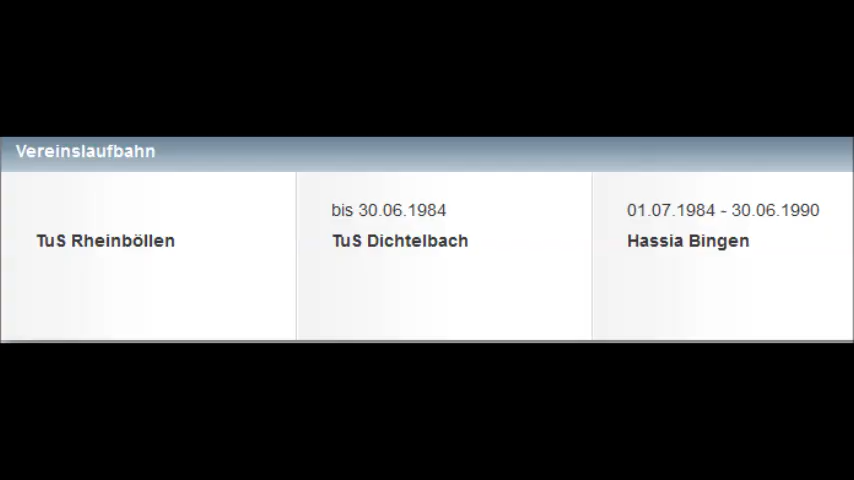 Vereinslaufbahn
TuS Rheinböllen
bis 30.06.1984
TuS Dichtelbach
01.07.1984 - 30.06.1990
Hassia Bingen